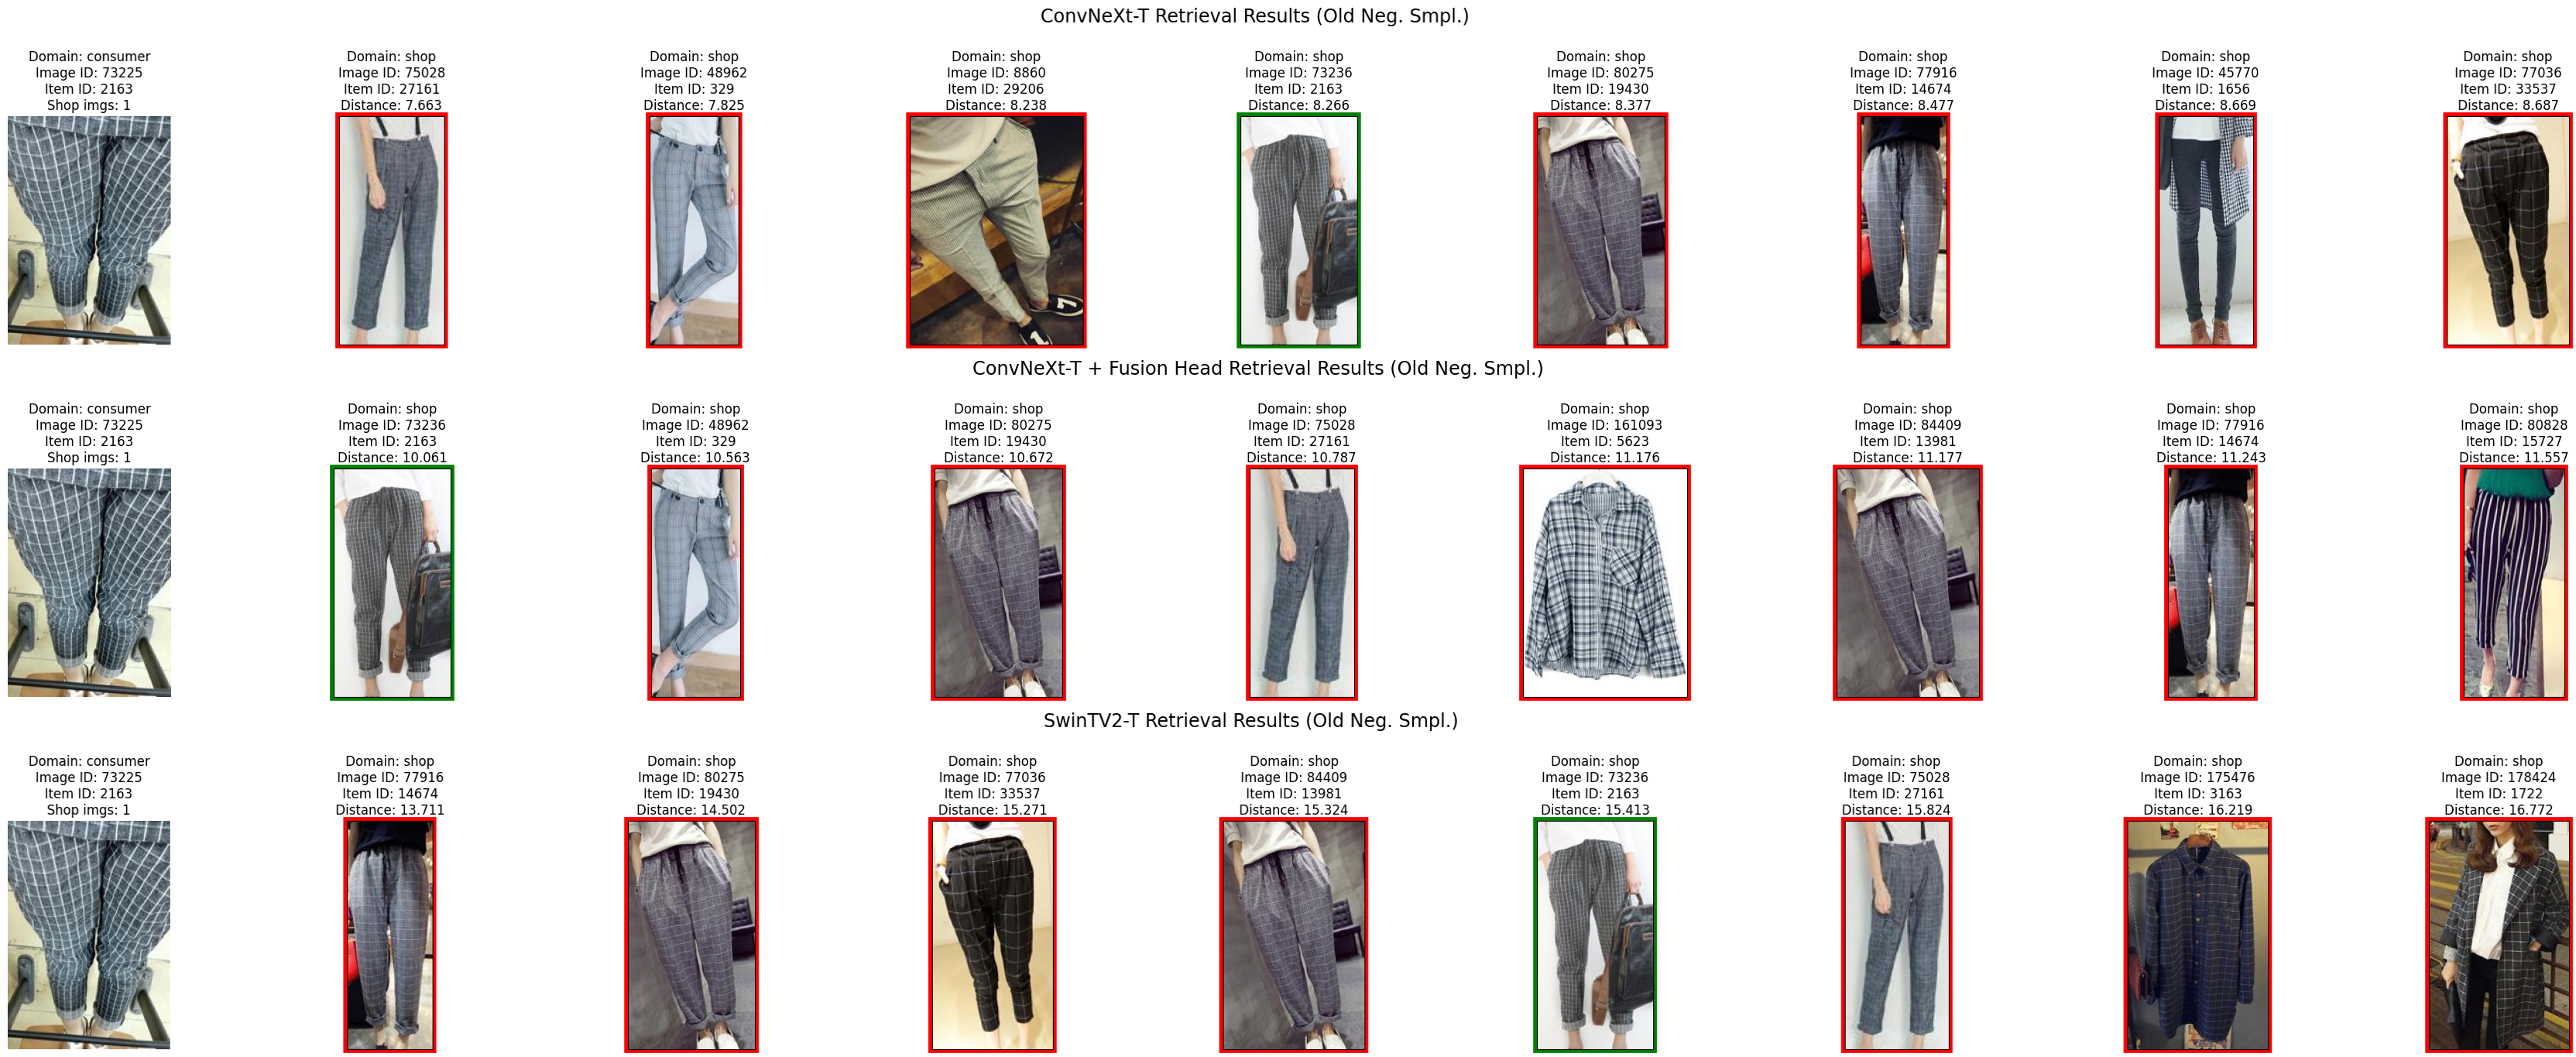 ConvNeXt-T Retrieval Results (Old Neg. Smpl.)
Domain: consumer
Image ID: 73225
Item ID: 2163
Shop imgs: 1
Domain: shop
Image ID: 75028
Item ID: 27161
Distance: 7.663
Domain: shop
Image ID: 48962
Item ID: 329
Distance: 7.825
Domain: shop
Image ID: 8860
Item ID: 29206
Distance: 8.238
Domain: shop
Image ID: 73236
Item ID: 2163
Distance: 8.266
Domain: shop
Image ID: 80275
Item ID: 19430
Distance: 8.377
Domain: shop
Image ID: 77916
Item ID: 14674
Distance: 8.477
Domain: shop
Image ID: 45770
Item ID: 1656
Distance: 8.669
Domain: shop
Image ID: 77036
Item ID: 33537
Distance: 8.687
ConvNeXt-T + Fusion Head Retrieval Results (Old Neg. Smpl.)
Domain: consumer
Image ID: 73225
Item ID: 2163
Shop imgs: 1
Domain: shop
Image ID: 73236
Item ID: 2163
Distance: 10.061
Domain: shop
Image ID: 48962
Item ID: 329
Distance: 10.563
Domain: shop
Image ID: 80275
Item ID: 19430
Distance: 10.672
Domain: shop
Image ID: 75028
Item ID: 27161
Distance: 10.787
Domain: shop
Image ID: 161093
Item ID: 5623
Distance: 11.176
Domain: shop
Image ID: 84409
Item ID: 13981
Distance: 11.177
Domain: shop
Image ID: 77916
Item ID: 14674
Distance: 11.243
Domain: shop
Image ID: 80828
Item ID: 15727
Distance: 11.557
SwinTV2-T Retrieval Results (Old Neg. Smpl.)
Domain: consumer
Image ID: 73225
Item ID: 2163
Shop imgs: 1
Domain: shop
Image ID: 77916
Item ID: 14674
Distance: 13.711
Domain: shop
Image ID: 80275
Item ID: 19430
Distance: 14.502
Domain: shop
Image ID: 77036
Item ID: 33537
Distance: 15.271
Domain: shop
Image ID: 84409
Item ID: 13981
Distance: 15.324
Domain: shop
Image ID: 73236
Item ID: 2163
Distance: 15.413
Domain: shop
Image ID: 75028
Item ID: 27161
Distance: 15.824
Domain: shop
Image ID: 175476
Item ID: 3163
Distance: 16.219
Domain: shop
Image ID: 178424
Item ID: 1722
Distance: 16.772